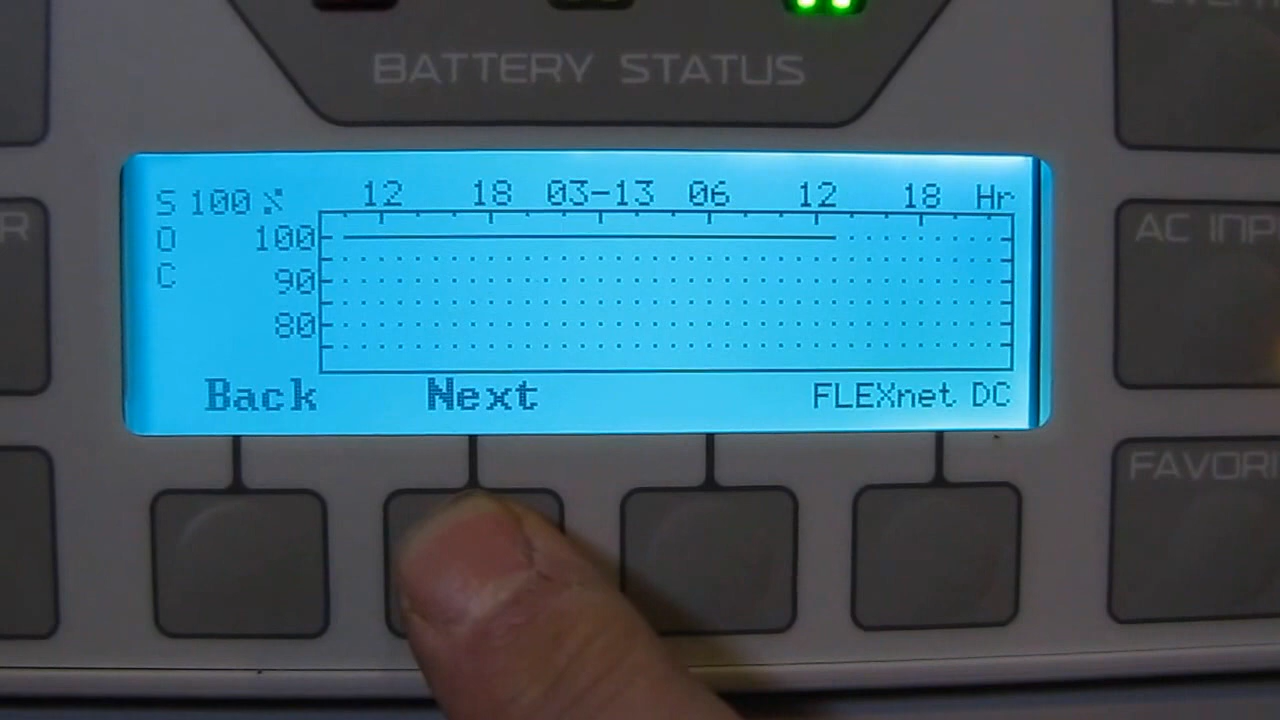 BATTERY STATUS
S 100 %
O
C
12 18 03-13 06 12 18 Hr
100
90
80
Back Next FLEXnet DC
R
AC INP
FAVORI